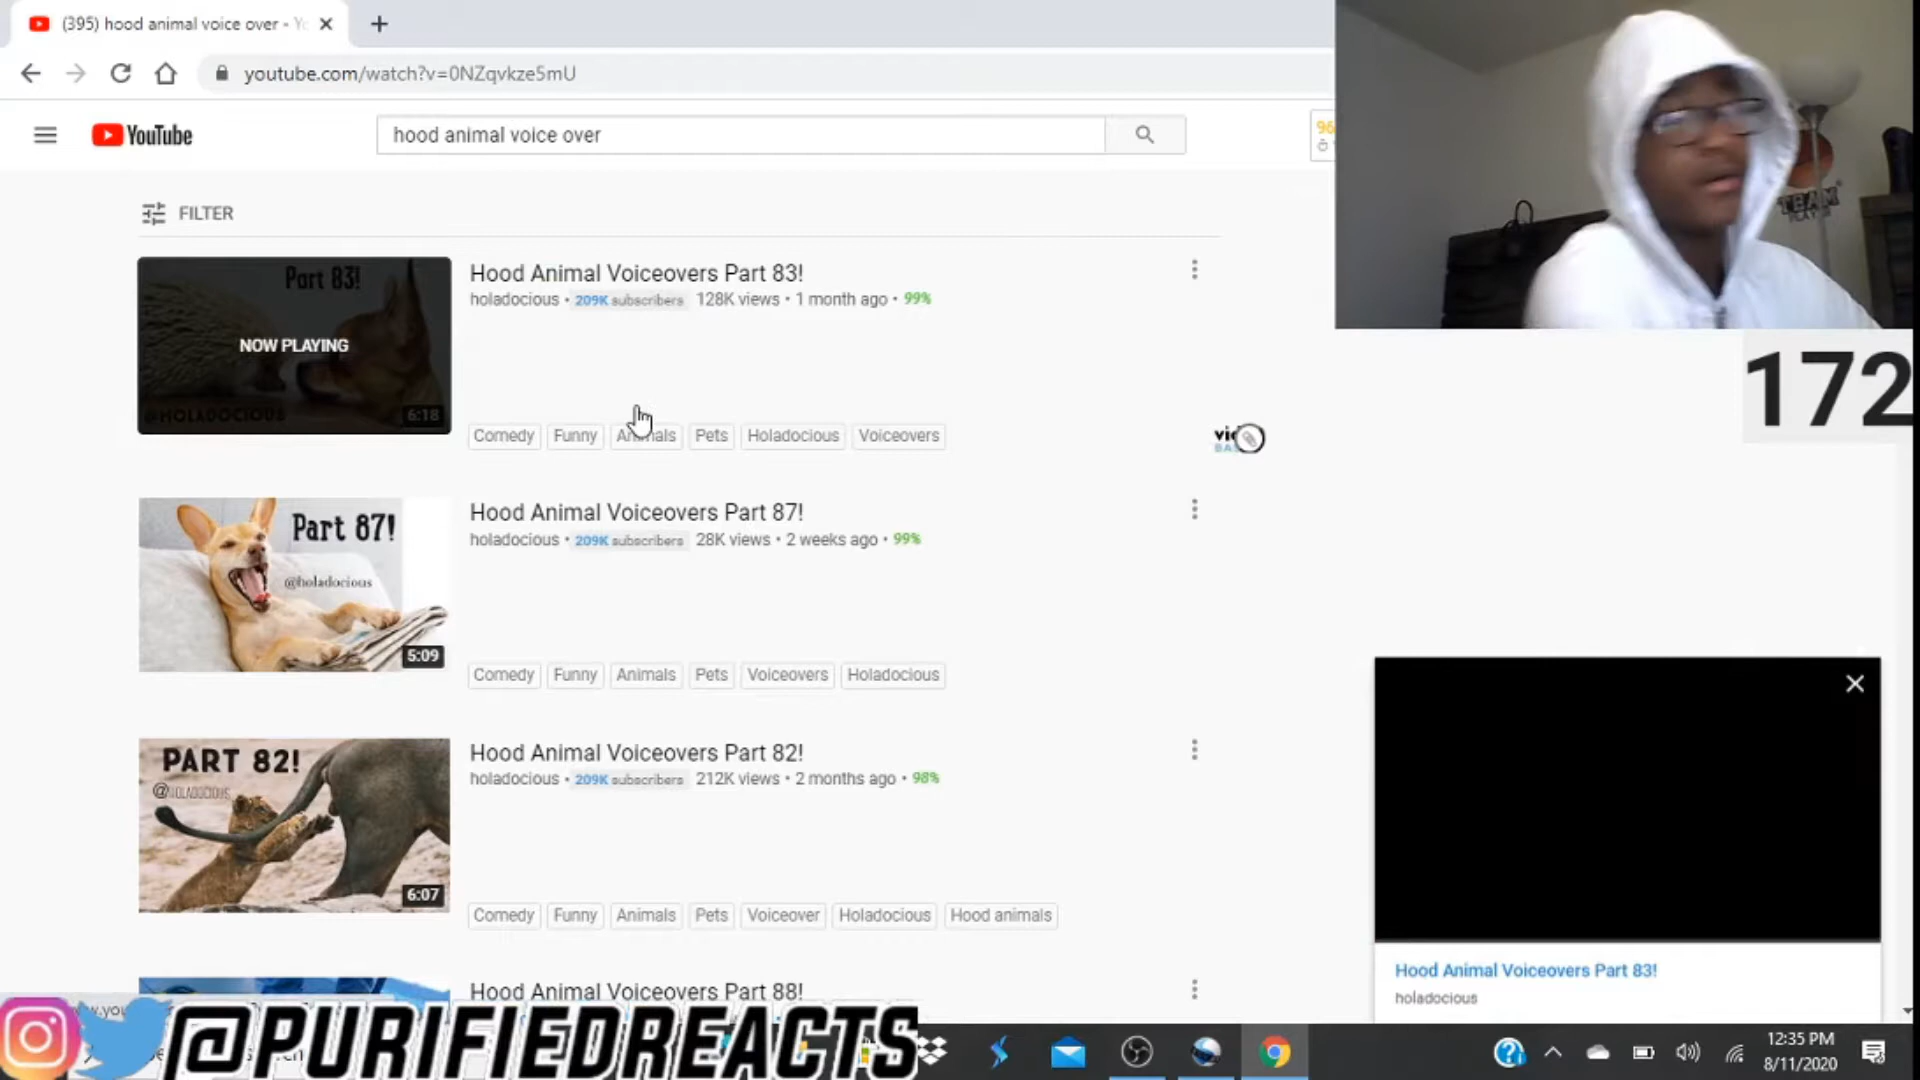 (395) hood animal voice over - Yo
youtube.com/watch?v=0NZqvkze5mU
YouTube
hood animal voice over
96
FILTER
TEAM
172
Part 83!
NOW PLAYING
@HOLADOCIOUS
6:18
Hood Animal Voiceovers Part 83!
holadocious • 209K subscribers 128K views • 1 month ago • 99%
Comedy Funny Animals Pets Holadocious Voiceovers
Part 87!
@holadocious
5:09
Hood Animal Voiceovers Part 87!
holadocious • 209K subscribers 28K views • 2 weeks ago • 99%
Comedy Funny Animals Pets Voiceovers Holadocious
PART 82!
@HOLADOCIOUS
6:07
Hood Animal Voiceovers Part 82!
holadocious • 209K subscribers 212K views • 2 months ago • 98%
Comedy Funny Animals Pets Voiceover Holadocious Hood animals
Hood Animal Voiceovers Part 88!
Hood Animal Voiceovers Part 83!
holadocious
@PURIFIEDREACTS
12:35 PM
8/11/2020